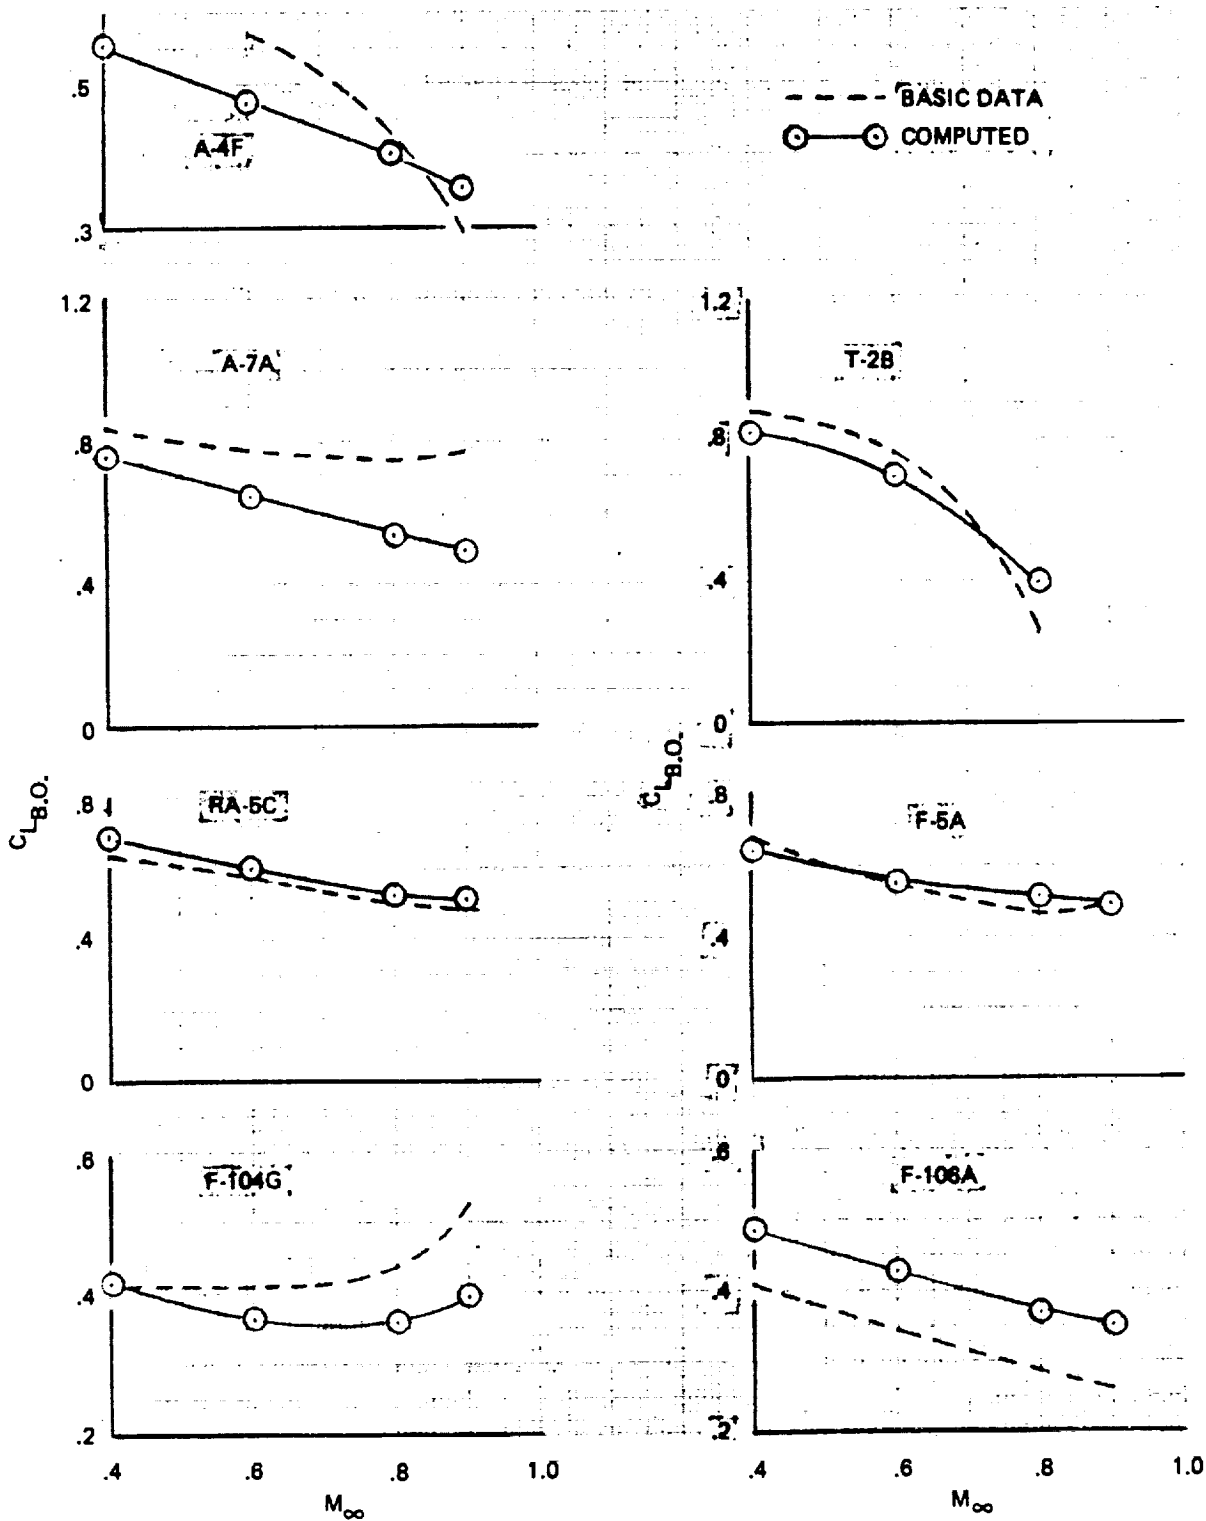 .5
A-4F
.3
BASIC DATA
COMPUTED
1.2
A-7A
.8
.4
0
1.2
T-2B
.8
.4
0
C_L_B.O.
.8
RA-5C
.4
0
C_L_B.O.
.8
F-5A
.4
0
.6
F-104G
.4
.2
.4 .6 .8 1.0
M∞
.6
F-106A
.4
.2
.4 .6 .8 1.0
M∞